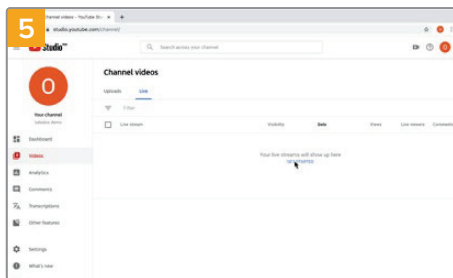 5
channel videos - YouTube St
studio.youtube.com/channel/
Studio
Search across your channel
O
O
Channel videos
Uploads Live
Filter
Live stream Visibility Date Views Live viewers Comments
Your live streams will show up here
GET STARTED
Your channel
Dashboard
Videos
Analytics
Comments
Transcriptions
Other features
Settings
What's new